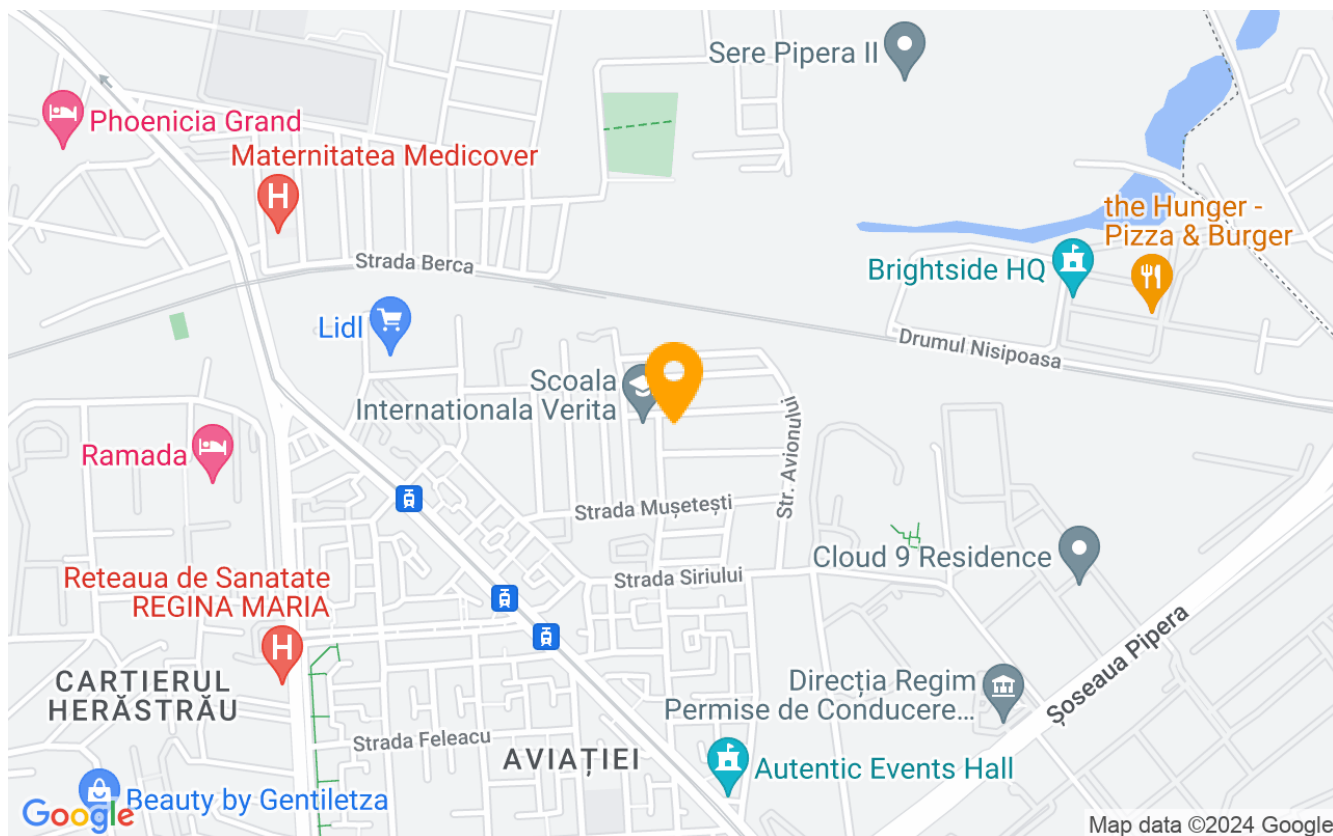 Sere Pipera II
Phoenicia Grand
Maternitatea Medicover
H
the Hunger -
Pizza & Burger
Strada Berca
Brightside HQ
Lidl
Drumul Nisipoasa
Scoala
Internationala Verita
Str. Avionului
Ramada
Strada Mușetești
Cloud 9 Residence
Reteaua de Sanatate
REGINA MARIA
H
Strada Siriului
Șoseaua Pipera
CARTIERUL
HERĂSTRĂU
Direcția Regim
Permise de Conducere...
Strada Feleacu
AVIAȚIEI
Autentic Events Hall
Beauty by Gentiletza
Google
Map data ©2024 Google